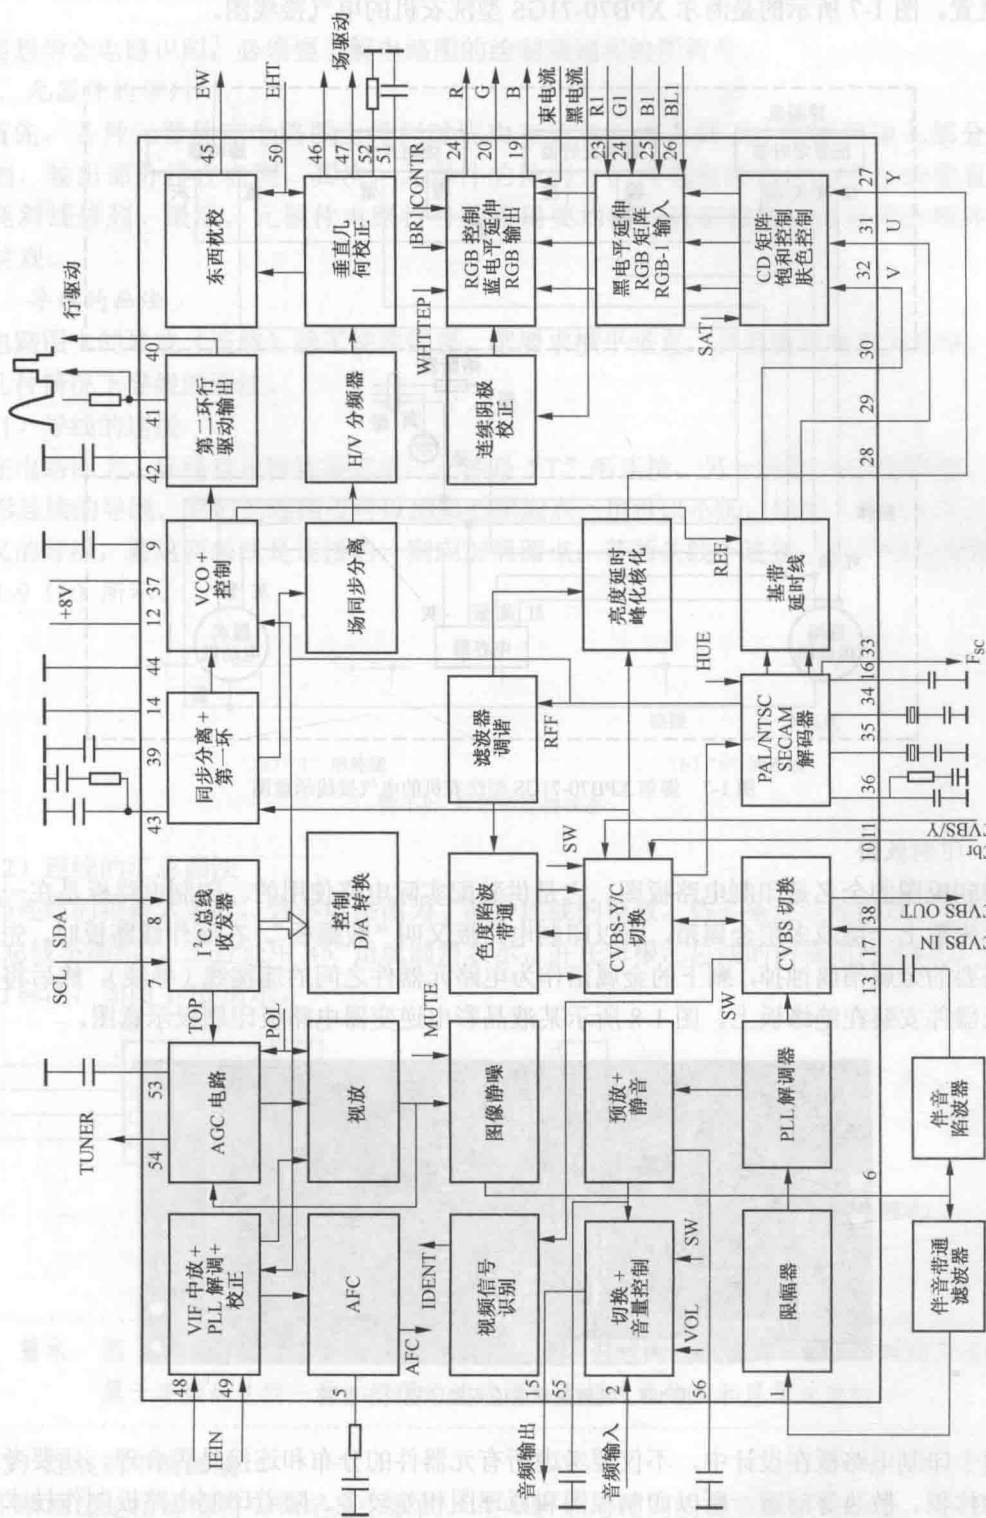 TUNER
SCL SDA
+8V
行驱动
EW
EHT
场驱动
54
53
7
8
43
39
14
44
12
37
42
41
40
45
50
46
47
52
51
48
49
IEIN
VIF 中放+
PLL 解调+
校正
AGC 电路
TOP
POL
I²C总线
收发器
同步分离+
第一环
VCO+
控制
第二环行
驱动输出
东西枕校
5
AFC
视放
控制
D/A转换
场同步分离
H/V 分频器
垂直几
何校正
AFC
IDENT
MUTE
RFF
WHITEP
BRI
CONTR
R
G
B
24
20
19
视频信号
识别
图像静噪
色度陷波
带通
滤波器
调谐
连续阴极
校正
RGB 控制
蓝电平延伸
RGB 输出
束电流
黑电流
R1
G1
B1
BL1
23
24
25
26
音频输出
15
55
音频输入
2
56
切换+
音量控制
SW
VOL
预放+
静音
SW
CVBS-Y/C
切换
亮度延时
峰化核化
HUE
REF
黑电平延伸
RGB 矩阵
RGB-1 输入
SAT
1
限幅器
PLL 解调器
SW
CVBS 切换
PAL/NTSC
SECAM
解码器
基带
延时线
CD 矩阵
饱和控制
肤色控制
6
13
17
38
10
11
36
35
34
16
33
28
29
30
32
31
27
V
U
Y
CVBS IN
CVBS OUT
CVBS/Y
Fsc
伴音带通
滤波器
伴音
陷波器